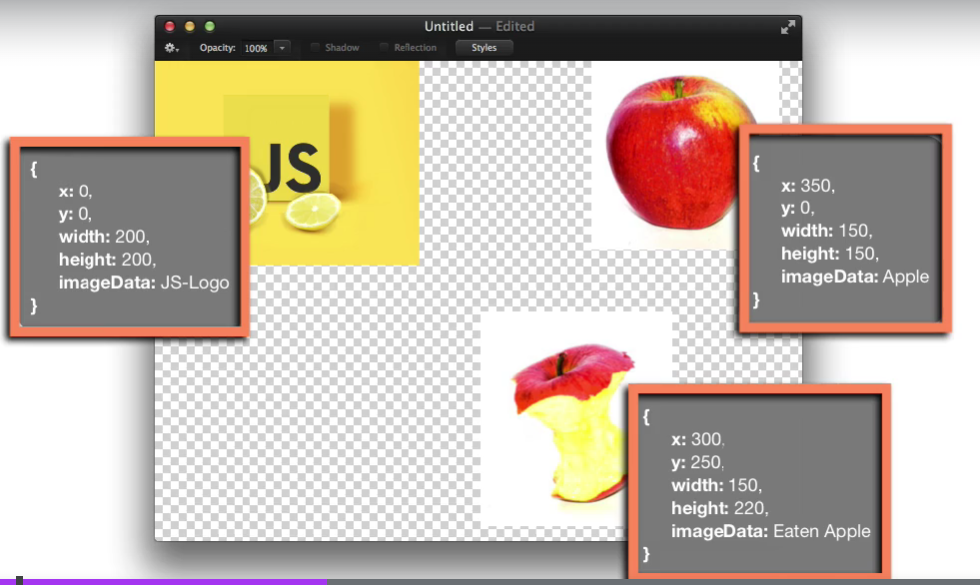 Untitled — Edited
Opacity: 100% Shadow Reflection Styles
JS
{
x: 0,
y: 0,
width: 200,
height: 200,
imageData: JS-Logo
}
{
x: 350,
y: 0,
width: 150,
height: 150,
imageData: Apple
}
{
x: 300,
y: 250,
width: 150,
height: 220,
imageData: Eaten Apple
}